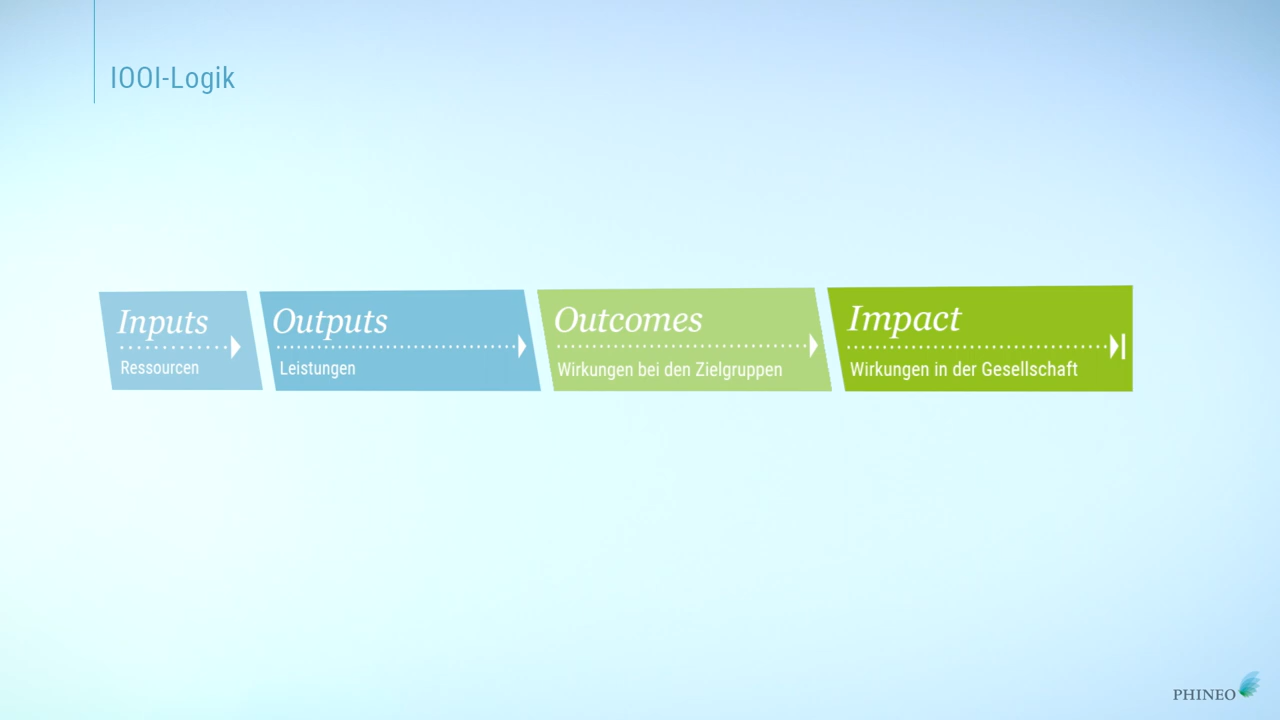 IOOI-Logik
Inputs
Ressourcen
Outputs
Leistungen
Outcomes
Wirkungen bei den Zielgruppen
Impact
Wirkungen in der Gesellschaft
PHINEO